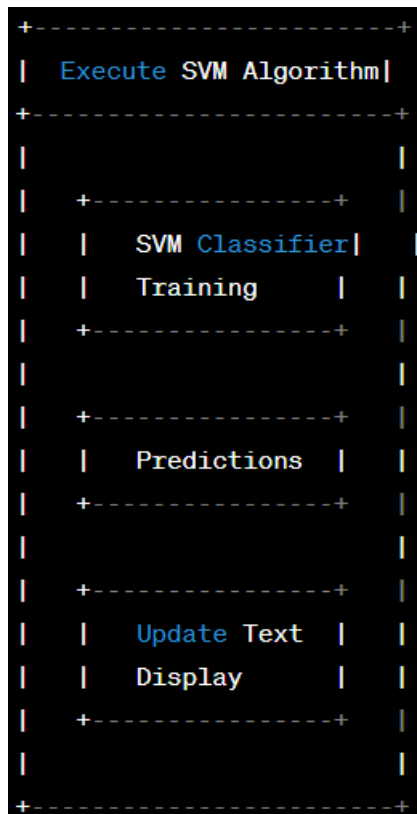 Execute SVM Algorithm
SVM Classifier
Training
Predictions
Update Text
Display